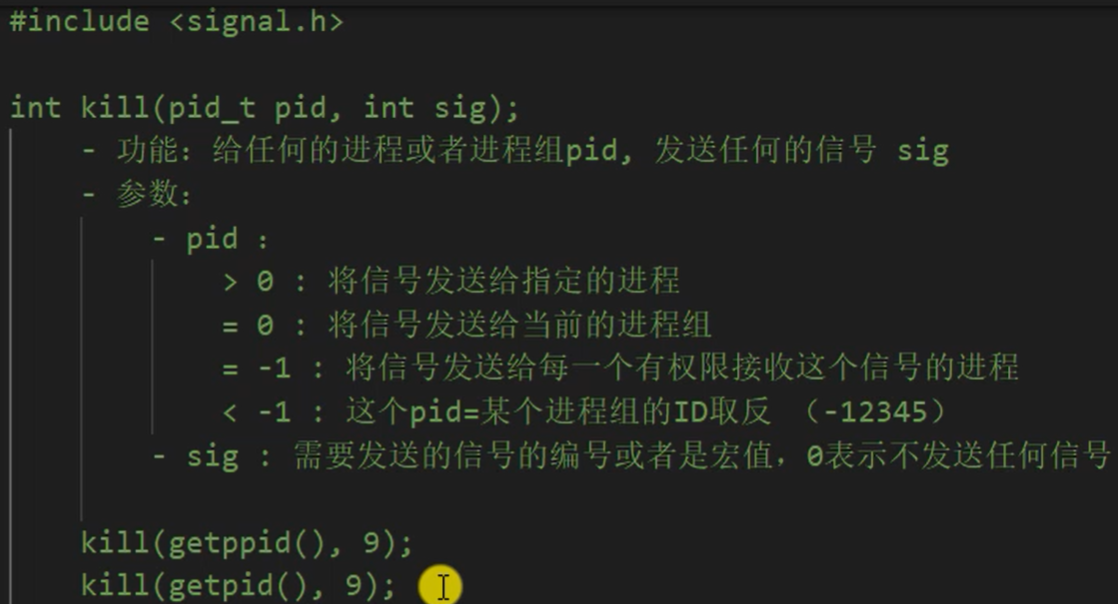 #include <signal.h>
int kill(pid_t pid, int sig);
- 功能：给任何的进程或者进程组pid, 发送任何的信号 sig
- 参数：
- pid ：
> 0 : 将信号发送给指定的进程
= 0 : 将信号发送给当前的进程组
= -1 : 将信号发送给每一个有权限接收这个信号的进程
< -1 : 这个pid=某个进程组的ID取反 （-12345）
- sig : 需要发送的信号的编号或者是宏值，0表示不发送任何信号
kill(getppid(), 9);
kill(getpid(), 9);